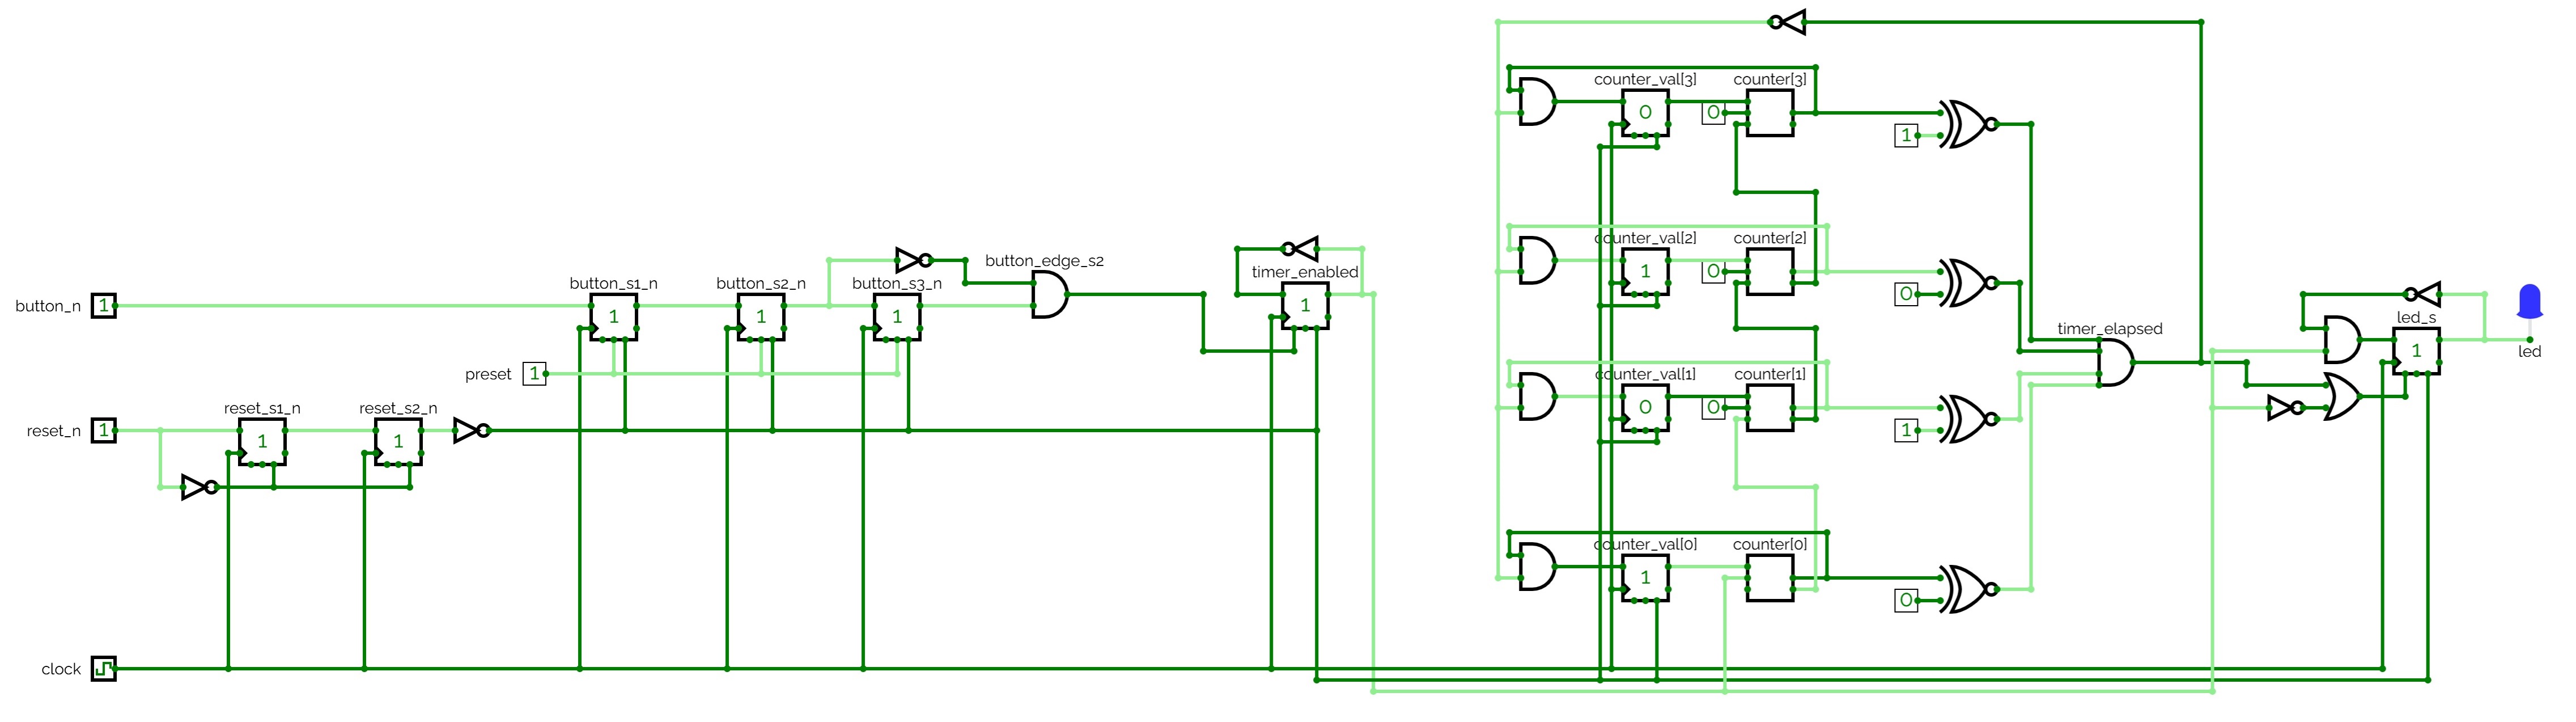 counter_val[3]
counter[3]
0
0
1
counter_val[2]
counter[2]
1
0
0
button_edge_s2
timer_enabled
1
button_s1_n
button_s2_n
button_s3_n
button_n
1
1
1
1
led_s
1
led
timer_elapsed
preset
1
counter_val[1]
counter[1]
0
0
1
reset_s1_n
reset_s2_n
reset_n
1
1
1
counter_val[0]
counter[0]
1
0
clock